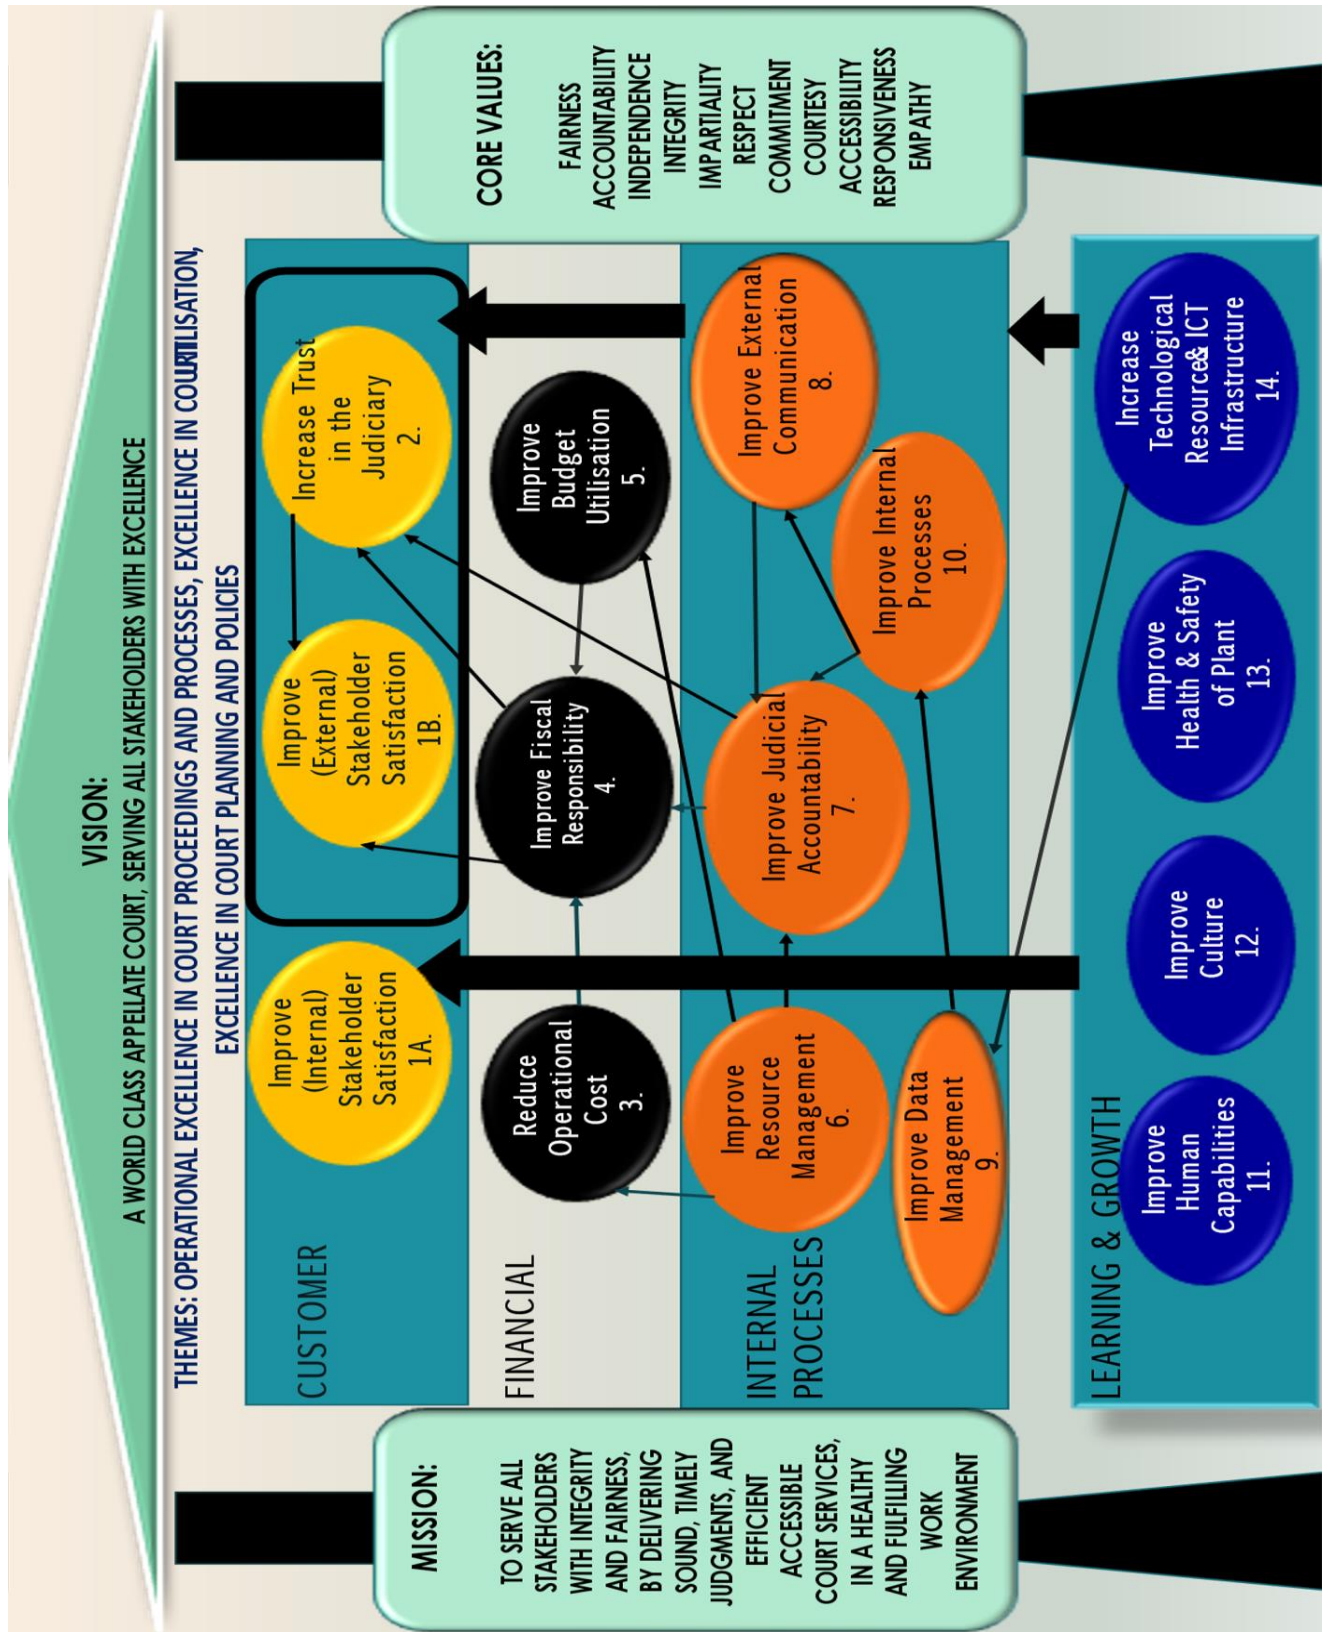 VISION:
A WORLD CLASS APPELLATE COURT, SERVING ALL STAKEHOLDERS WITH EXCELLENCE
THEMES: OPERATIONAL EXCELLENCE IN COURT PROCEEDINGS AND PROCESSES, EXCELLENCE IN COURT UTILISATION,
EXCELLENCE IN COURT PLANNING AND POLICIES
MISSION:
TO SERVE ALL
STAKEHOLDERS
WITH INTEGRITY
AND FAIRNESS,
BY DELIVERING
SOUND, TIMELY
JUDGMENTS, AND
EFFICIENT
ACCESSIBLE
COURT SERVICES,
IN A HEALTHY
AND FULFILLING
WORK
ENVIRONMENT
CUSTOMER
Improve
(Internal)
Stakeholder
Satisfaction
1A.
Improve
(External)
Stakeholder
Satisfaction
1B.
Increase Trust
in the
Judiciary
2.
FINANCIAL
Reduce
Operational
Cost
3.
Improve Fiscal
Responsibility
4.
Improve
Budget
Utilisation
5.
INTERNAL
PROCESSES
Improve
Resource
Management
6.
Improve Judicial
Accountability
7.
Improve External
Communication
8.
Improve Data
Management
9.
Improve Internal
Processes
10.
LEARNING & GROWTH
Improve
Human
Capabilities
11.
Improve
Culture
12.
Improve
Health & Safety
of Plant
13.
Increase
Technological
Resource& ICT
Infrastructure
14.
CORE VALUES:
FAIRNESS
ACCOUNTABILITY
INDEPENDENCE
INTEGRITY
IMPARTIALITY
RESPECT
COMMITMENT
COURTESY
ACCESSIBILITY
RESPONSIVENESS
EMPATHY